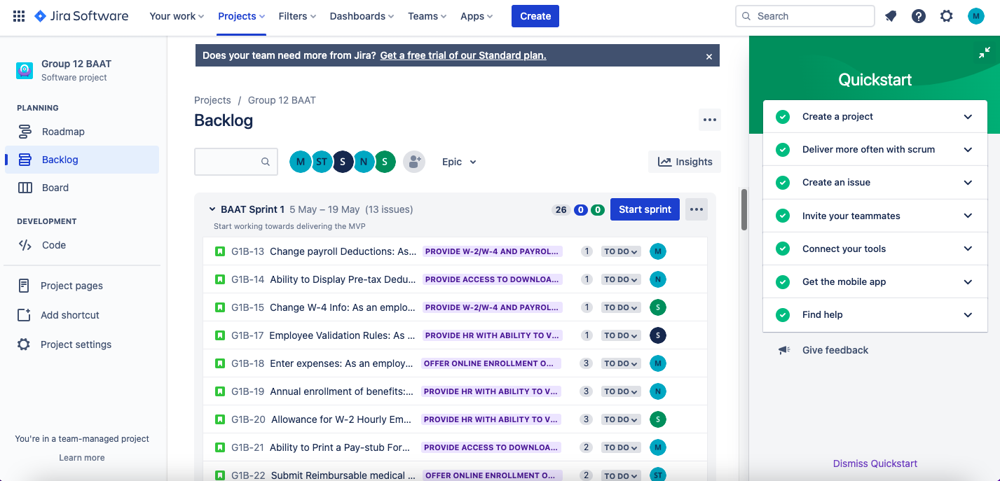 Jira Software Your work Projects Filters Dashboards Teams Apps Create Search M
Group 12 BAAT
Software project
PLANNING
Roadmap
Backlog
Board
DEVELOPMENT
Code
Project pages
Add shortcut
Project settings
You're in a team-managed project
Learn more
Does your team need more from Jira? Get a free trial of our Standard plan.
Projects / Group 12 BAAT
Backlog
M ST S N S Epic Insights
BAAT Sprint 1 5 May – 19 May (13 issues) 26 0 0 Start sprint
Start working towards delivering the MVP
G1B-13 Change payroll Deductions: As... PROVIDE W-2/W-4 AND PAYROL... 1 TO DO M
G1B-14 Ability to Display Pre-tax Dedu... PROVIDE ACCESS TO DOWNLOA... 1 TO DO N
G1B-15 Change W-4 Info: As an emplo... PROVIDE W-2/W-4 AND PAYROL... 1 TO DO S
G1B-17 Employee Validation Rules: As ... PROVIDE HR WITH ABILITY TO V... 1 TO DO S
G1B-18 Enter expenses: As an employ... OFFER ONLINE ENROLLMENT O... 3 TO DO M
G1B-19 Annual enrollment of benefits:... PROVIDE HR WITH ABILITY TO V... 3 TO DO N
G1B-20 Allowance for W-2 Hourly Em... PROVIDE HR WITH ABILITY TO V... 3 TO DO S
G1B-21 Ability to Print a Pay-stub For... PROVIDE ACCESS TO DOWNLOA... 2 TO DO M
G1B-22 Submit Reimbursable medical ... OFFER ONLINE ENROLLMENT O... 2 TO DO ST
Quickstart
Create a project
Deliver more often with scrum
Create an issue
Invite your teammates
Connect your tools
Get the mobile app
Find help
Give feedback
Dismiss Quickstart